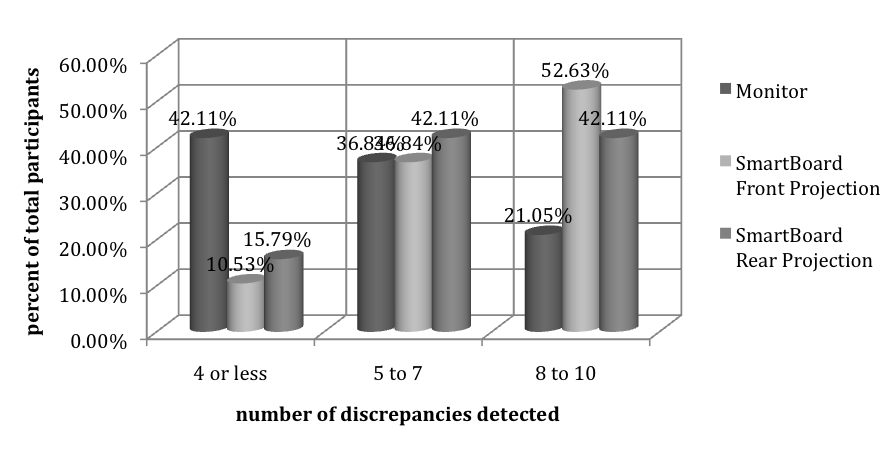 percent of total participants
60.00%
50.00%
40.00%
30.00%
20.00%
10.00%
0.00%
42.11%
10.53%
15.79%
36.84%
36.84%
42.11%
21.05%
52.63%
42.11%
4 or less
5 to 7
8 to 10
number of discrepancies detected
Monitor
SmartBoard
Front Projection
SmartBoard
Rear Projection